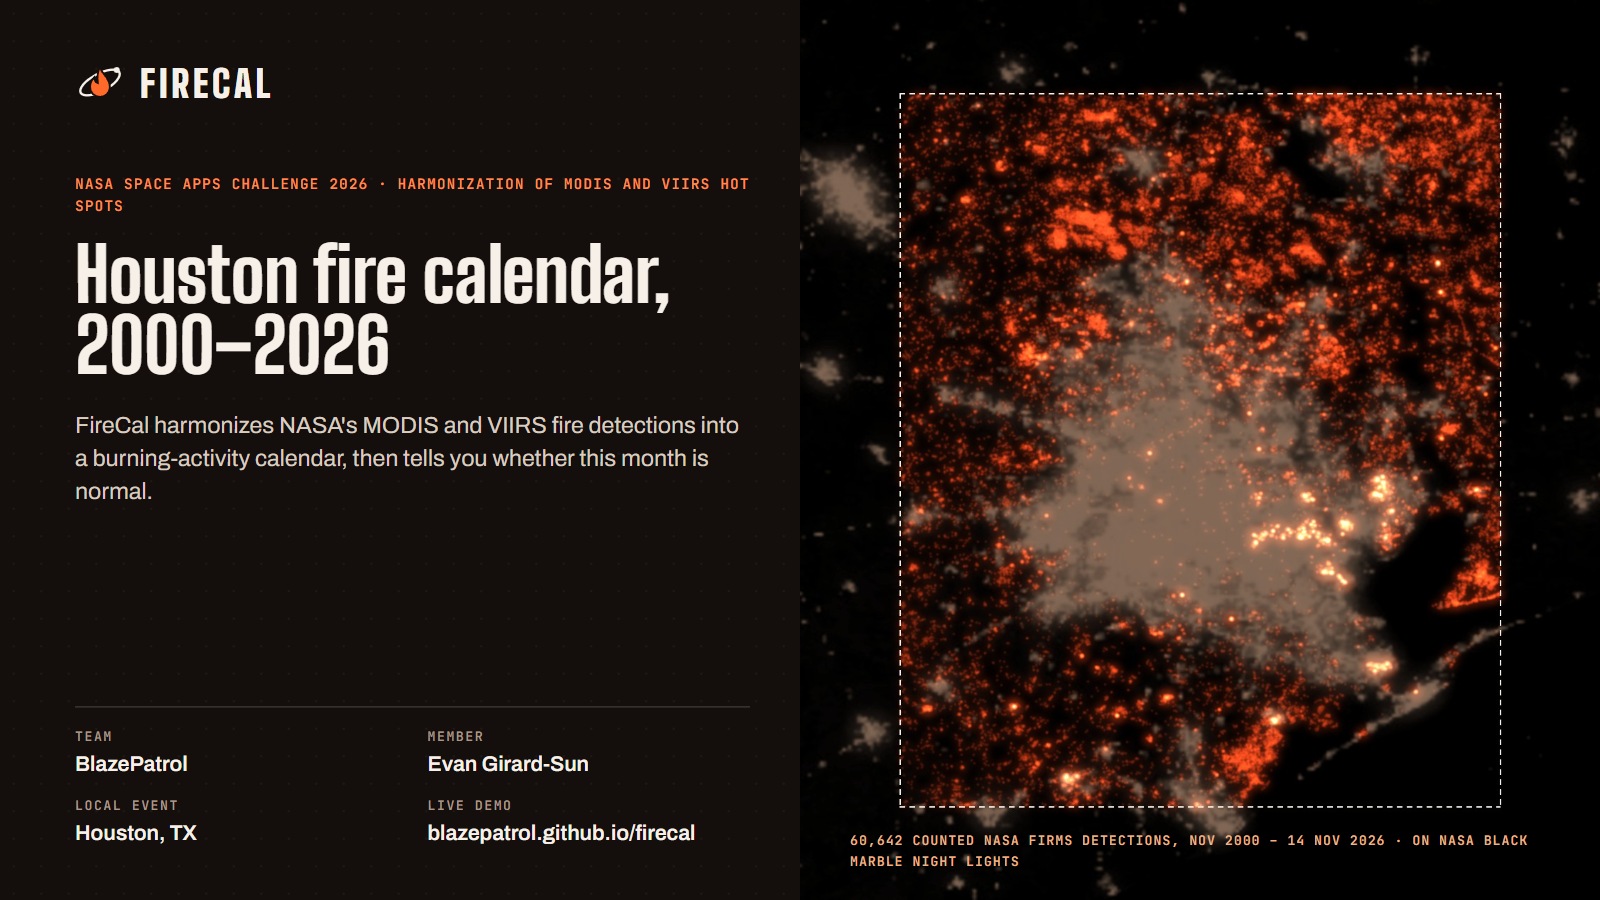 FIRECAL
NASA SPACE APPS CHALLENGE 2026 · HARMONIZATION OF MODIS AND VIIRS HOT
SPOTS
Houston fire calendar,
2000–2026
FireCal harmonizes NASA's MODIS and VIIRS fire detections into
a burning-activity calendar, then tells you whether this month is
normal.
TEAM
BlazePatrol
MEMBER
Evan Girard-Sun
LOCAL EVENT
Houston, TX
LIVE DEMO
blazepatrol.github.io/firecal
60,642 COUNTED NASA FIRMS DETECTIONS, NOV 2000 – 14 NOV 2026 · ON NASA BLACK
MARBLE NIGHT LIGHTS